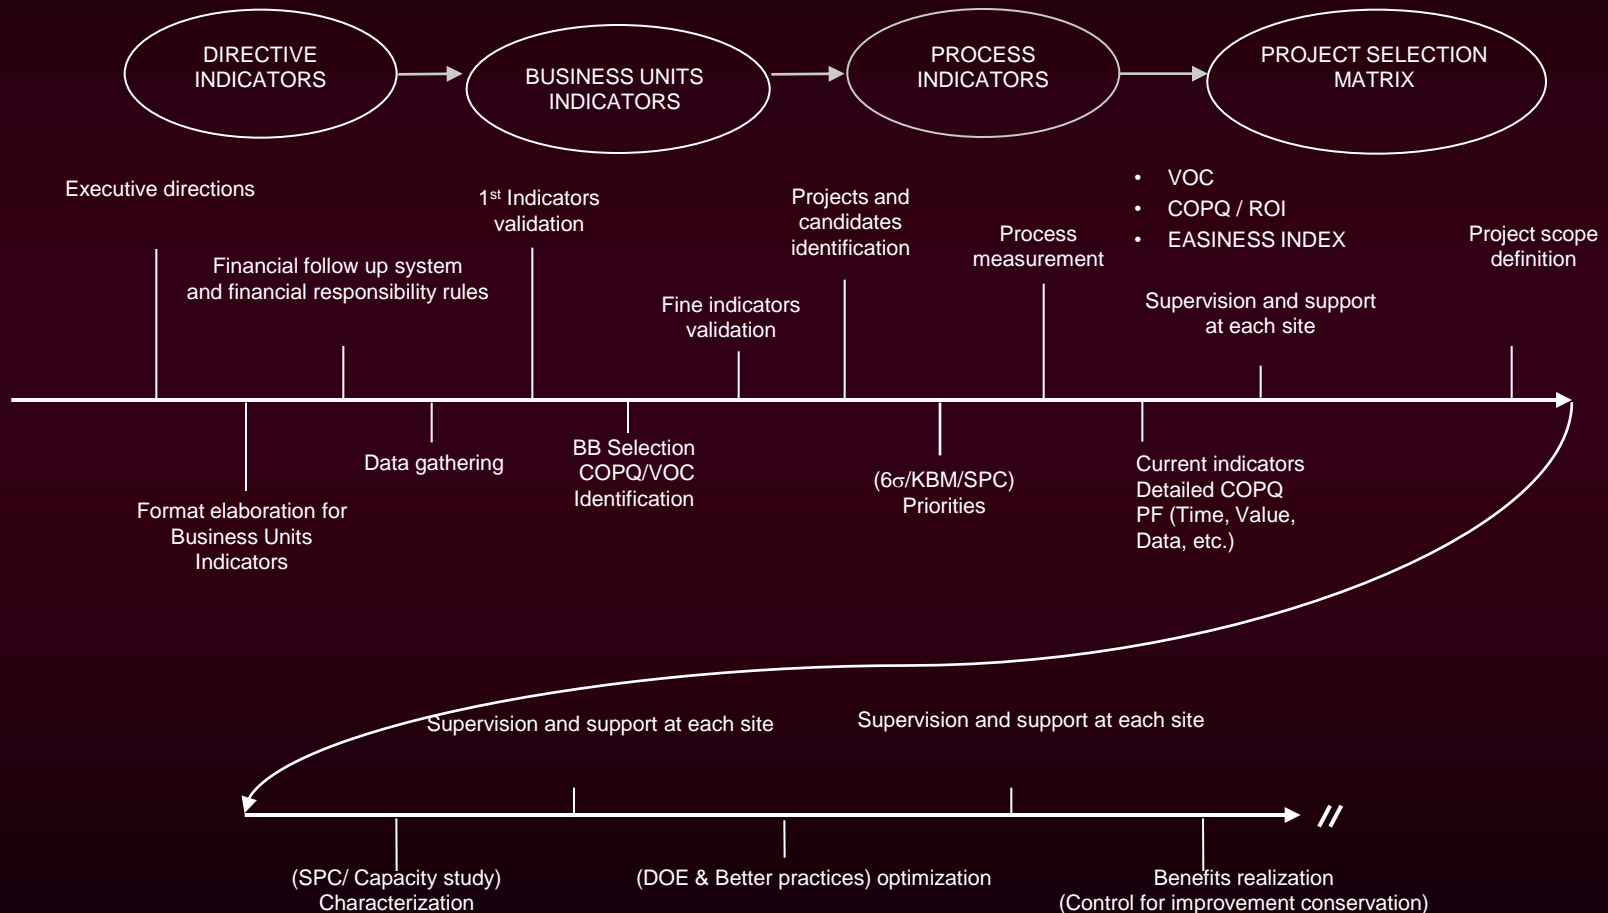 DIRECTIVE
INDICATORS
BUSINESS UNITS
INDICATORS
PROCESS
INDICATORS
PROJECT SELECTION
MATRIX
Executive directions
Financial follow up system
and financial responsibility rules
1st Indicators
validation
Fine indicators
validation
Projects and
candidates
identification
Process
measurement
• VOC
• COPQ / ROI
• EASINESS INDEX
Supervision and support
at each site
Project scope
definition
Format elaboration for
Business Units
Indicators
Data gathering
BB Selection
COPQ/VOC
Identification
(6σ/KBM/SPC)
Priorities
Current indicators
Detailed COPQ
PF (Time, Value,
Data, etc.)
Supervision and support at each site
Supervision and support at each site
(SPC/ Capacity study)
Characterization
(DOE & Better practices) optimization
Benefits realization
(Control for improvement conservation)